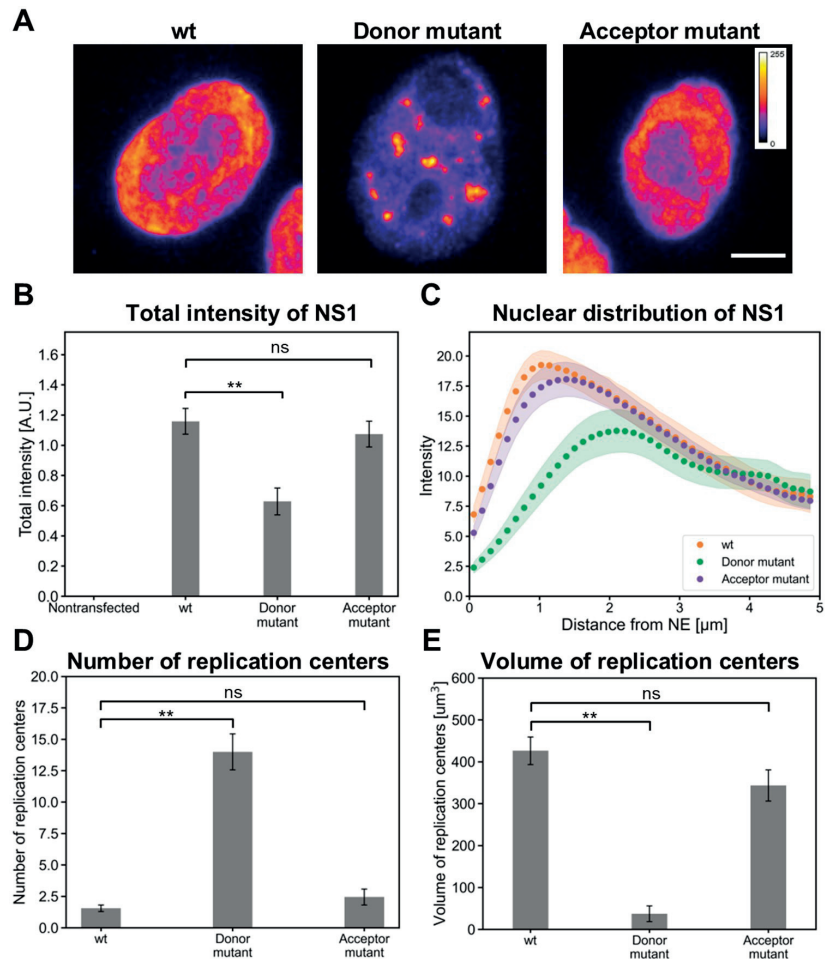 A
wt
Donor mutant
Acceptor mutant
255
0
B
Total intensity of NS1
Total intensity [A.U.]
1.6
1.4
1.2
1.0
0.8
0.6
0.4
0.2
0.0
ns
**
Nontransfected
wt
Donor
mutant
Acceptor
mutant
C
Nuclear distribution of NS1
Intensity
20.0
17.5
15.0
12.5
10.0
7.5
5.0
2.5
0.0
wt
Donor mutant
Acceptor mutant
0
1
2
3
4
5
Distance from NE [µm]
D
Number of replication centers
Number of replication centers
20.0
17.5
15.0
12.5
10.0
7.5
5.0
2.5
0.0
ns
**
wt
Donor
mutant
Acceptor
mutant
E
Volume of replication centers
Volume of replication centers [um³]
600
500
400
300
200
100
0
ns
**
wt
Donor
mutant
Acceptor
mutant